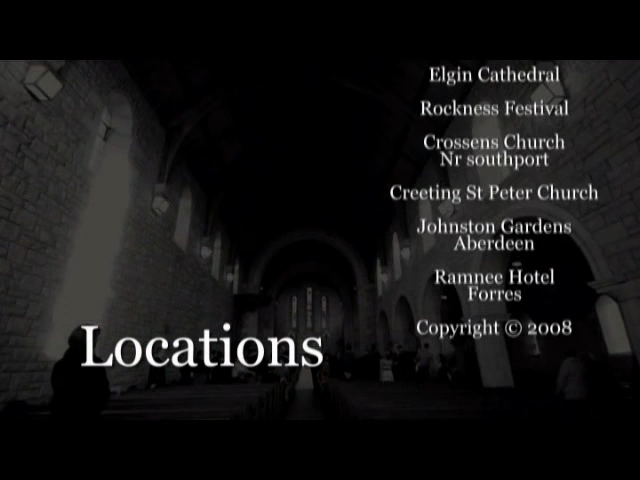 Elgin Cathedral
Rockness Festival
Crossens Church
Nr southport
Creeting St Peter Church
Johnston Gardens
Aberdeen
Ramnee Hotel
Forres
Copyright © 2008
Locations